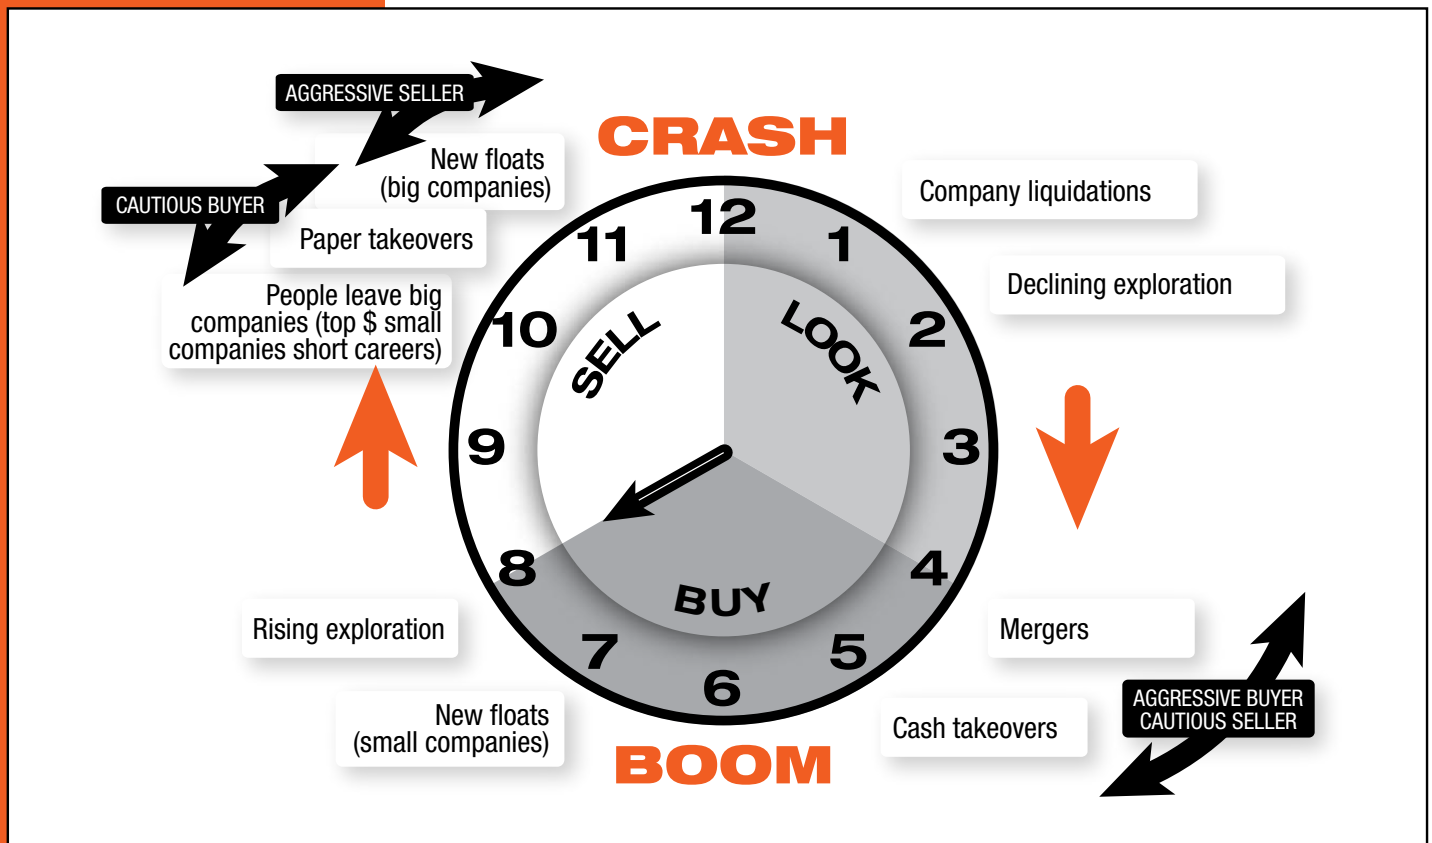 AGGRESSIVE SELLER
New floats
(big companies)
CAUTIOUS BUYER
Paper takeovers
People leave big
companies (top $ small
companies short careers)
Rising exploration
New floats
(small companies)
CRASH
12
1
2
3
4
5
6
7
8
9
10
11
SELL
LOOK
BUY
BOOM
Company liquidations
Declining exploration
Mergers
AGGRESSIVE BUYER
CAUTIOUS SELLER
Cash takeovers